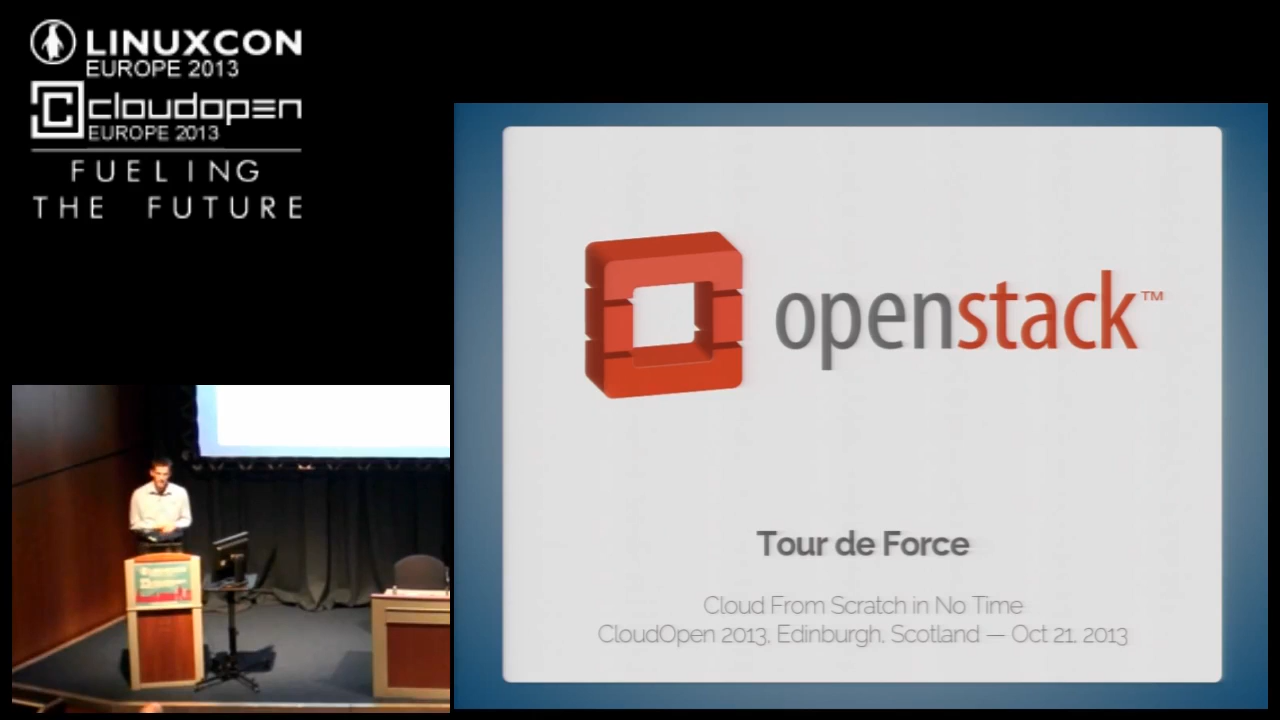 LINUXCON
EUROPE 2013
cloudopen
EUROPE 2013
FUELING
THE FUTURE
openstack™
Tour de Force
Cloud From Scratch in No Time
CloudOpen 2013, Edinburgh, Scotland — Oct 21, 2013